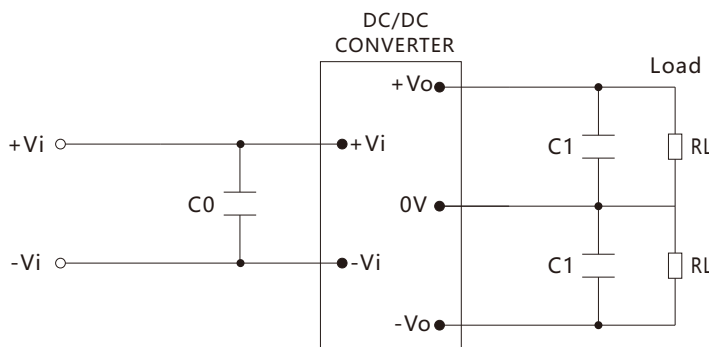 DC/DC
CONVERTER
Load
+Vo
+Vi
+Vi
C1
RL
C0
0V
-Vi
-Vi
C1
RL
-Vo